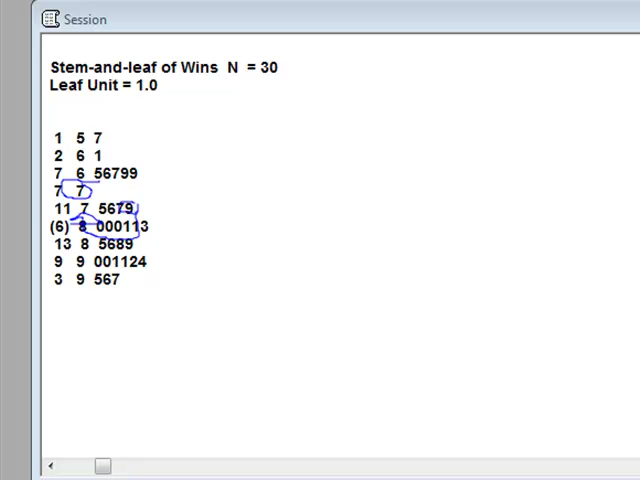 Session
Stem-and-leaf of Wins N = 30
Leaf Unit = 1.0
1 5 7
2 6 1
7 6 56799
7 7
11 7 5679
(6) 8 000113
13 8 5689
9 9 001124
3 9 567